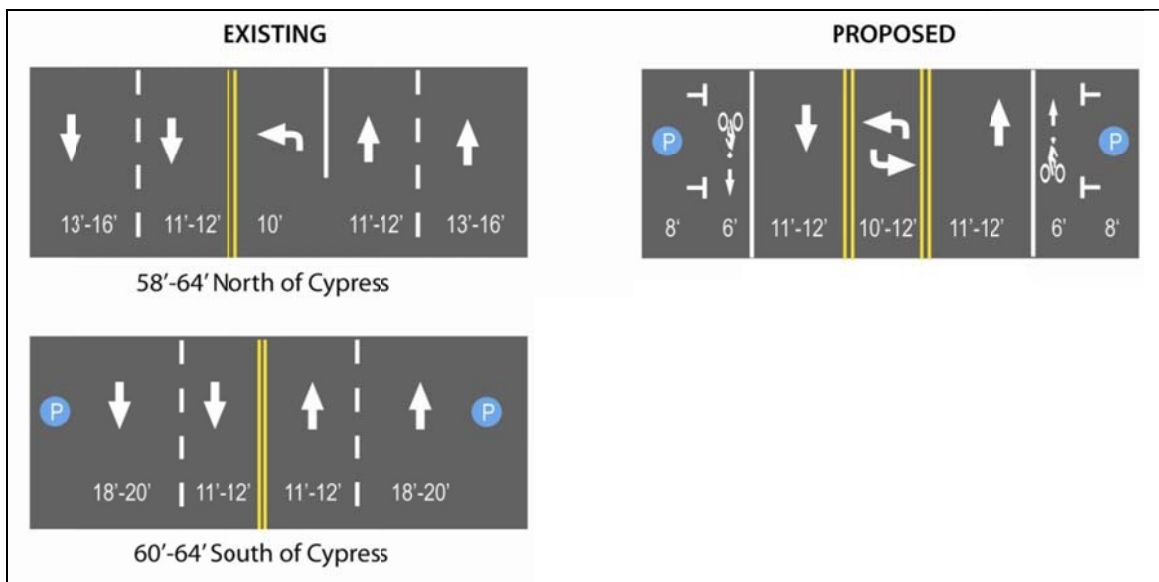 EXISTING
13'-16' 11'-12' 10' 11'-12' 13'-16'
58'-64' North of Cypress
P P
18'-20' 11'-12' 11'-12' 18'-20'
60'-64' South of Cypress
PROPOSED
P P
8' 6' 11'-12' 10'-12' 11'-12' 6' 8'